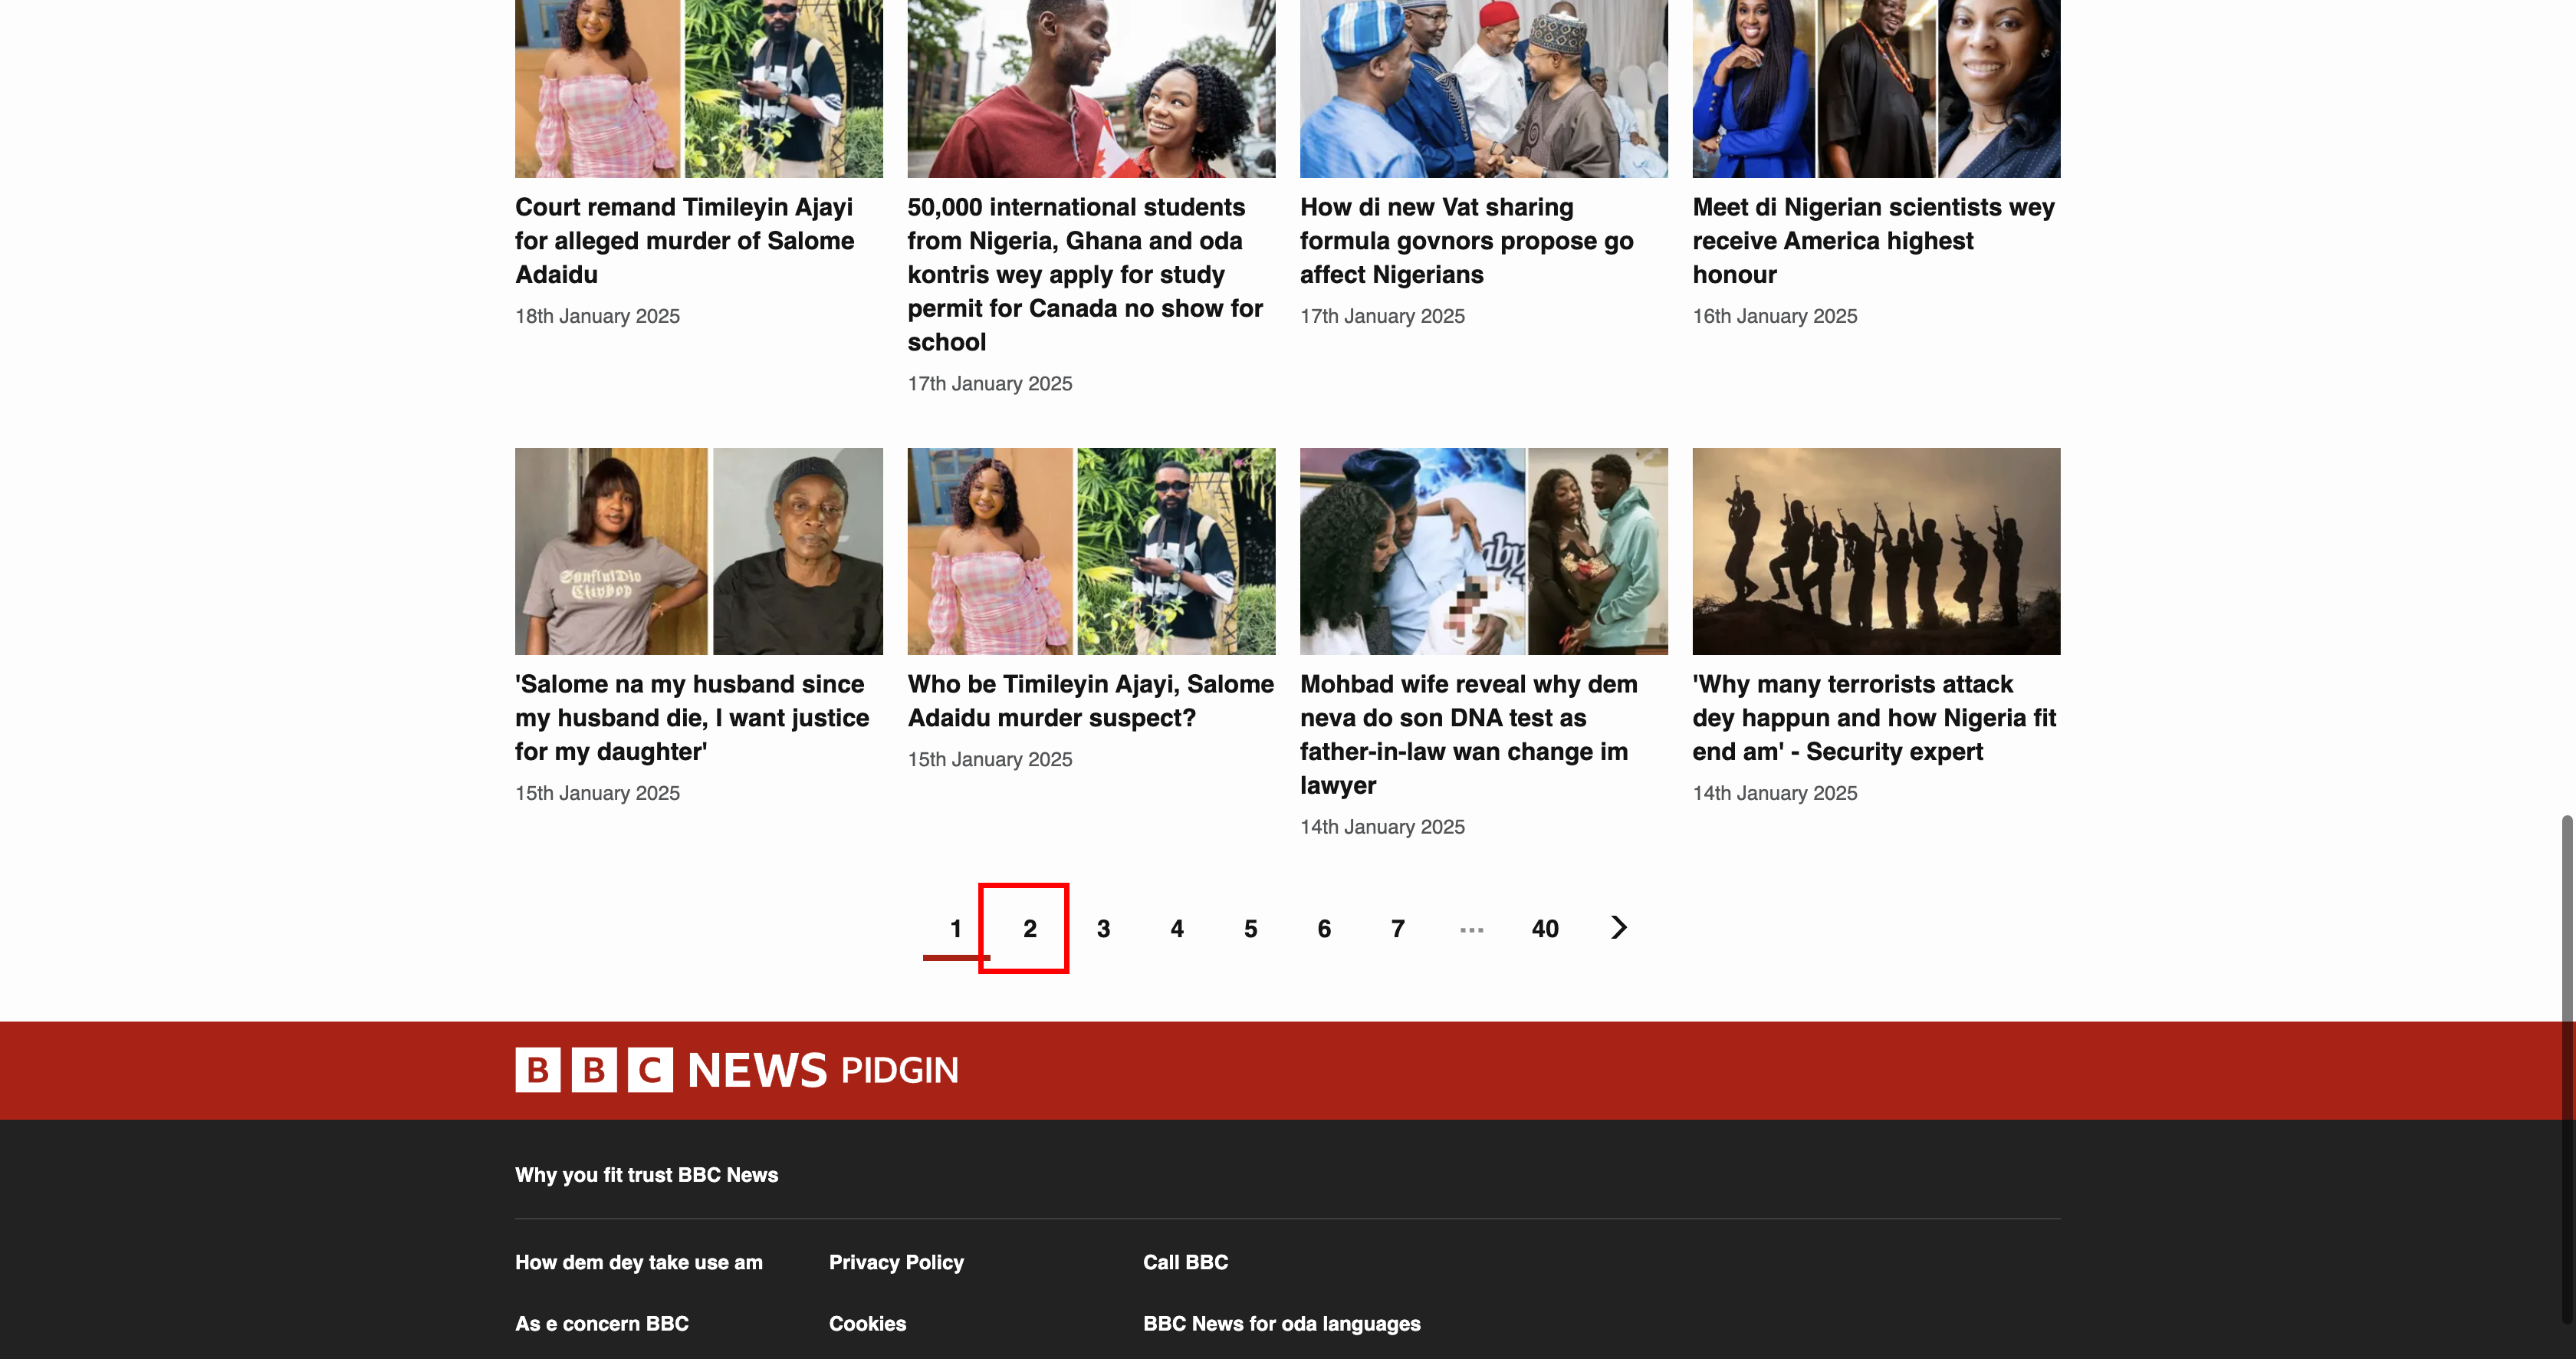 Court remand Timileyin Ajayi
for alleged murder of Salome
Adaidu
18th January 2025
50,000 international students
from Nigeria, Ghana and oda
kontris wey apply for study
permit for Canada no show for
school
17th January 2025
How di new Vat sharing
formula govnors propose go
affect Nigerians
17th January 2025
Meet di Nigerian scientists wey
receive America highest
honour
16th January 2025
'Salome na my husband since
my husband die, I want justice
for my daughter'
15th January 2025
Who be Timileyin Ajayi, Salome
Adaidu murder suspect?
15th January 2025
Mohbad wife reveal why dem
neva do son DNA test as
father-in-law wan change im
lawyer
14th January 2025
'Why many terrorists attack
dey happun and how Nigeria fit
end am' - Security expert
14th January 2025
1 2 3 4 5 6 7 ... 40
BBC NEWS PIDGIN
Why you fit trust BBC News
How dem dey take use am
Privacy Policy
Call BBC
As e concern BBC
Cookies
BBC News for oda languages